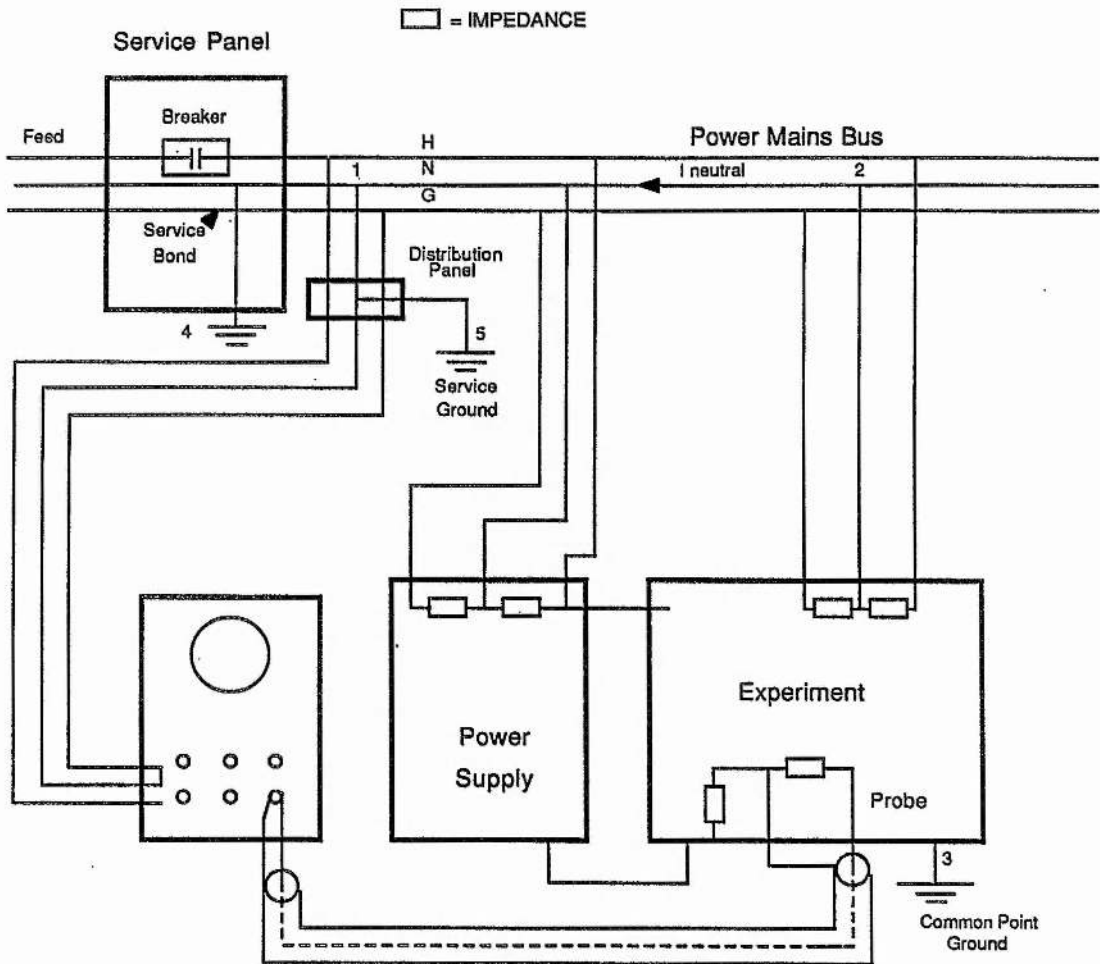 = IMPEDANCE
Service Panel
Breaker
Feed
H
Power Mains Bus
1
N
I neutral
2
G
Service
Bond
Distribution
Panel
4
5
Service
Ground
Experiment
Power
Supply
Probe
3
Common Point
Ground